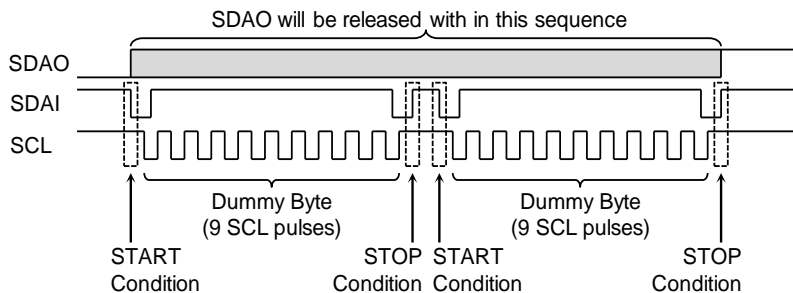 SDAO will be released with in this sequence
SDAO
SDAI
SCL
Dummy Byte
(9 SCL pulses)
Dummy Byte
(9 SCL pulses)
START
Condition
STOP
Condition
START
Condition
STOP
Condition